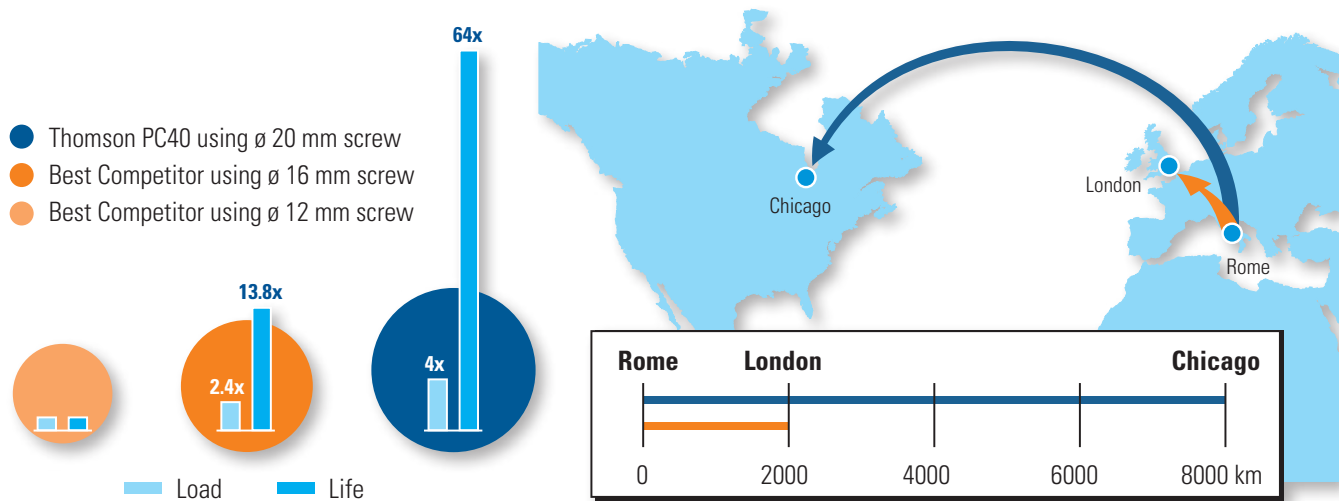 Thomson PC40 using ø 20 mm screw
Best Competitor using ø 16 mm screw
Best Competitor using ø 12 mm screw
2.4x
13.8x
4x
64x
Load
Life
Chicago
London
Rome
Rome London Chicago
0 2000 4000 6000 8000 km